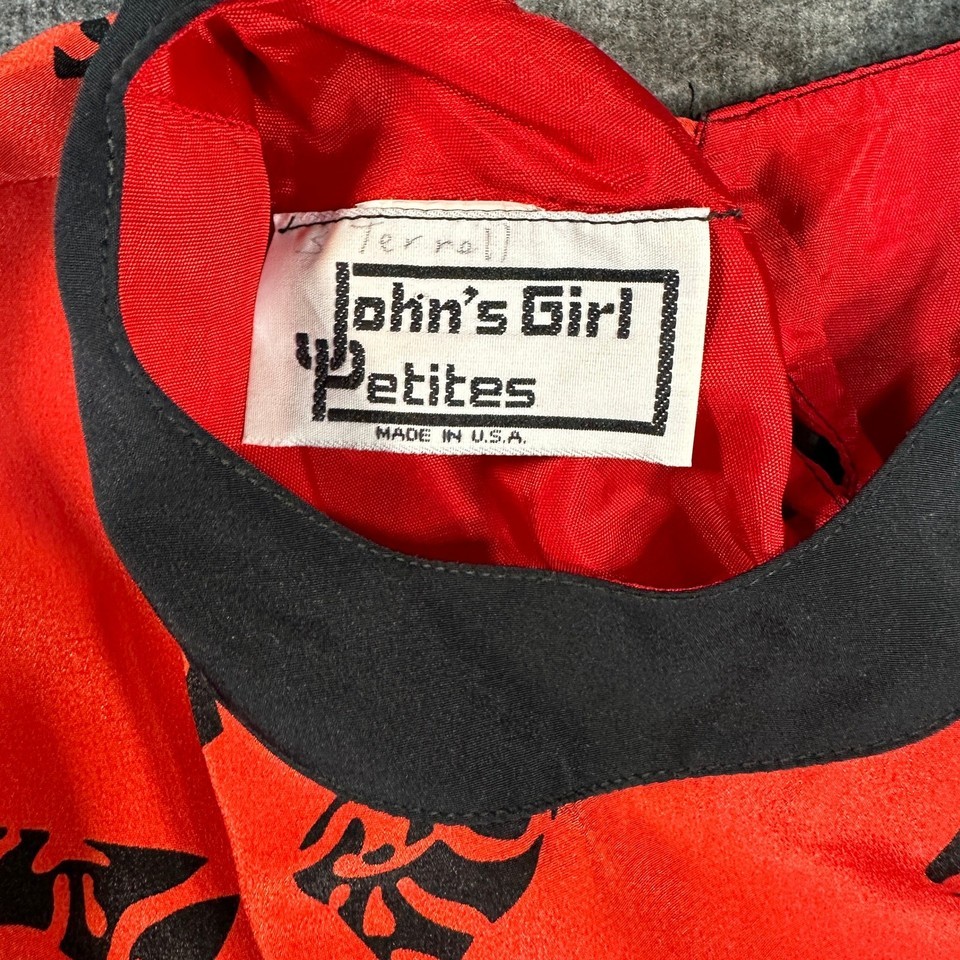 S Terrell
John's Girl
Petites
MADE IN U.S.A.